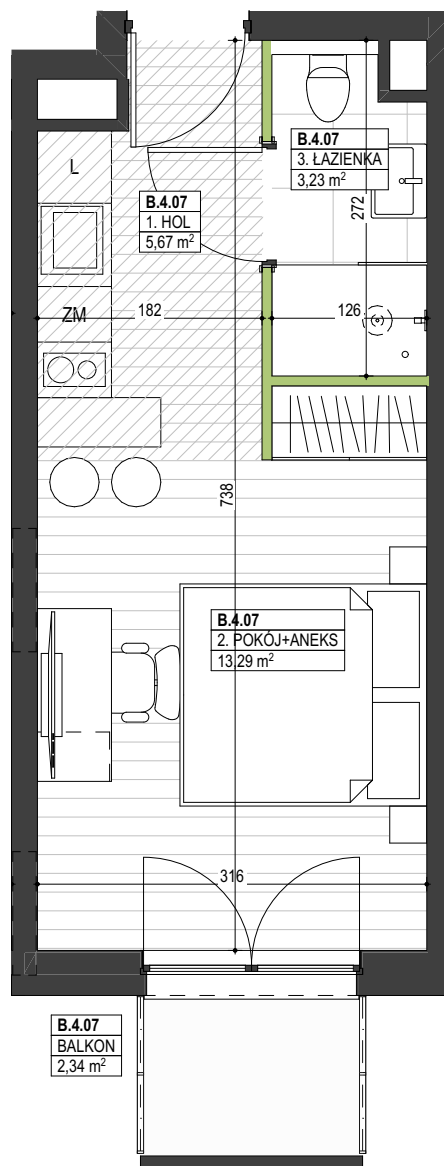 B.4.07
3. ŁAZIENKA
3,23 m²
L
B.4.07
1. HOL
5,67 m²
272
ZM
182
126
738
B.4.07
2. POKÓJ+ANEKS
13,29 m²
316
B.4.07
BALKON
2,34 m²